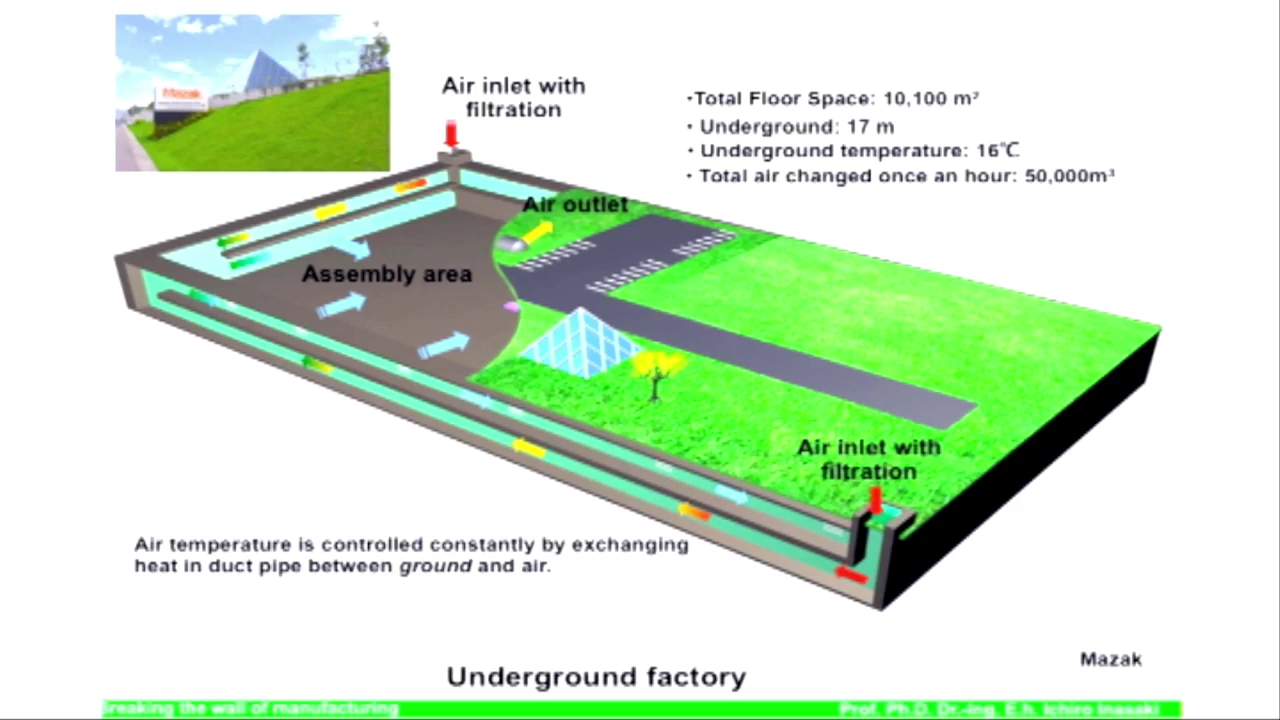 Mazak
Air inlet with
filtration
·Total Floor Space: 10,100 m²
· Underground: 17 m
· Underground temperature: 16℃
· Total air changed once an hour: 50,000m³
Air outlet
Assembly area
Air inlet with
filtration
Air temperature is controlled constantly by exchanging
heat in duct pipe between ground and air.
Mazak
Underground factory
Breaking the wall of manufacturing
Prof. Ph.D. Dr.-Ing. E.h. Ichiro Inasaki